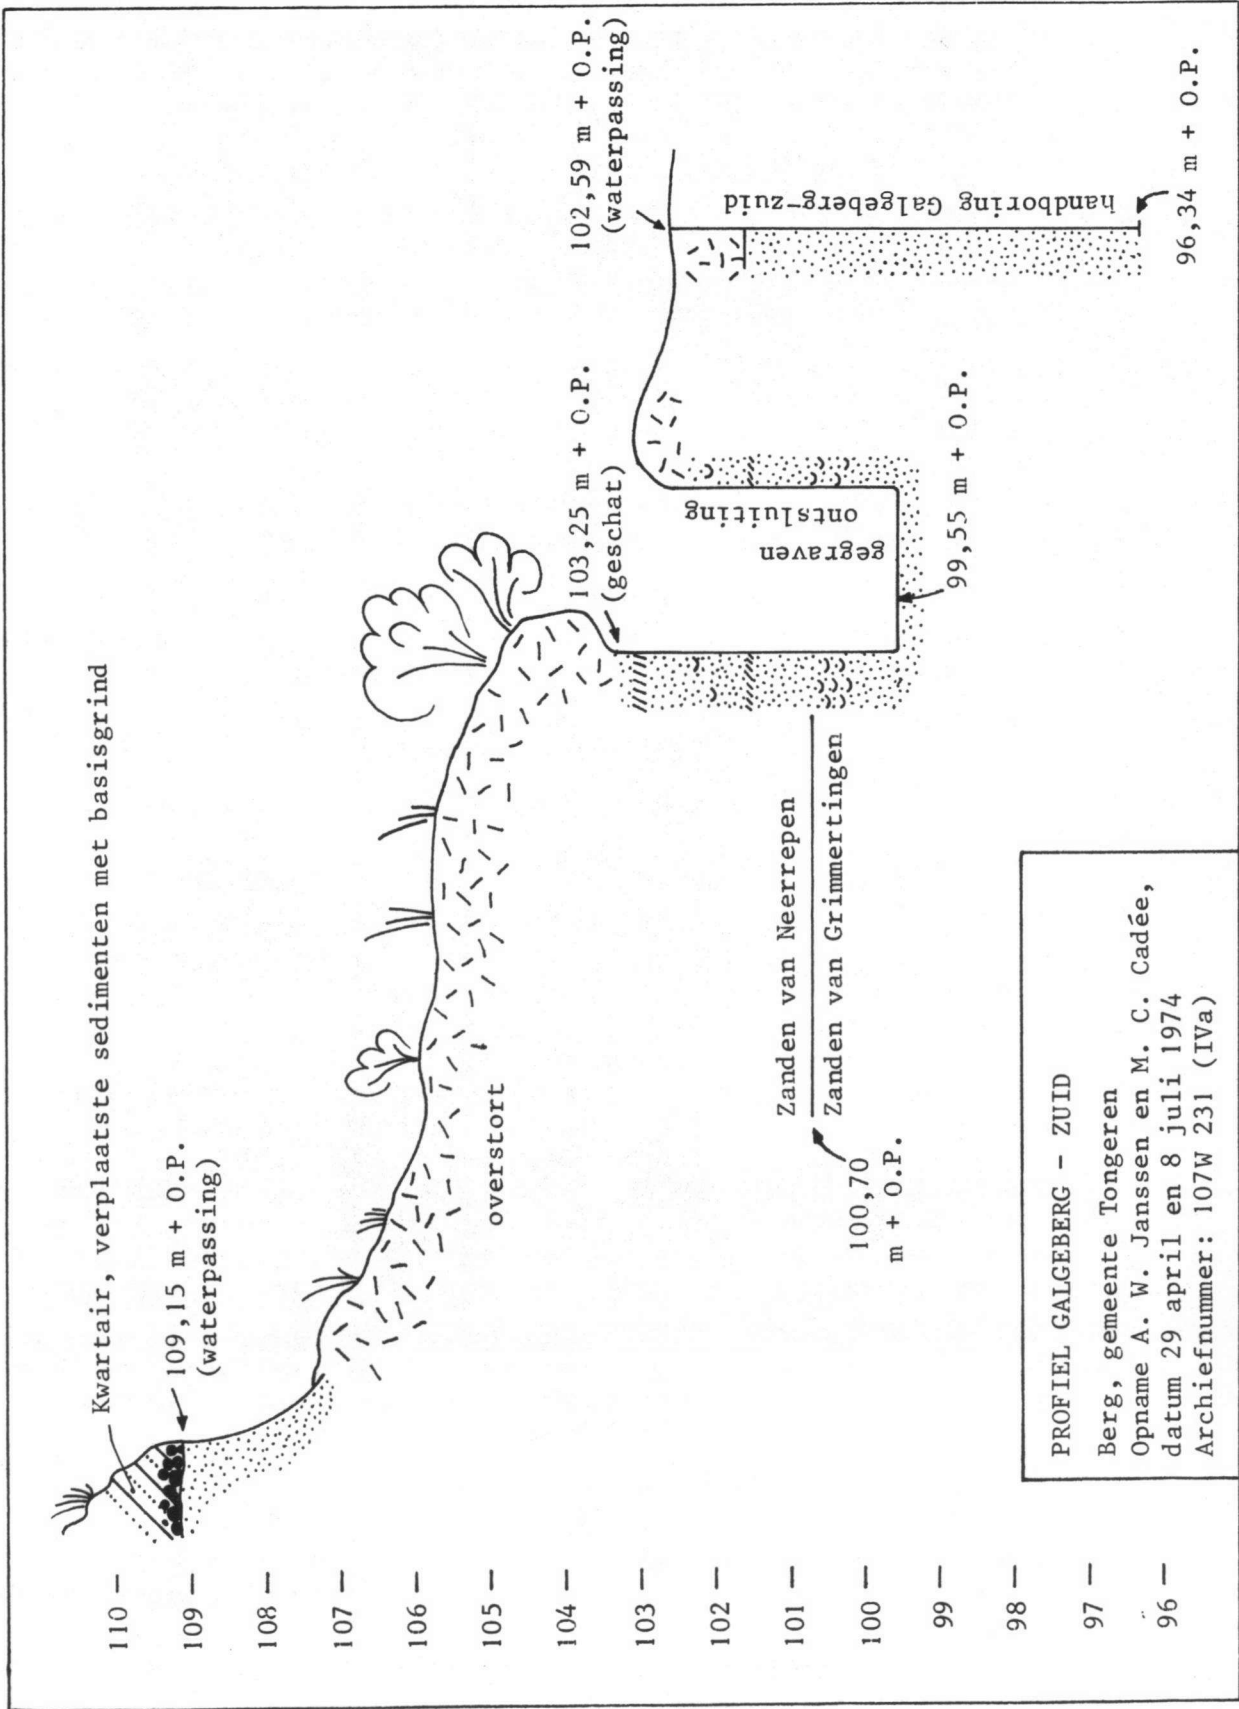 Kwartair, verplaatste sedimenten met basisgrind
109,15 m + O.P.
(waterpassing)
103,25 m + O.P.
(geschat)
102,59 m + O.P.
(waterpassing)
overstort
gegraven
ontsluiting
handboring Galgeberg-zuid
Zanden van Neerrepen
Zanden van Grimmertingen
100,70
m + O.P.
99,55 m + O.P.
96,34 m + O.P.
110
109
108
107
106
105
104
103
102
101
100
99
98
97
96
PROFIEL GALGEBERG - ZUID
Berg, gemeente Tongeren
Opname A. W. Janssen en M. C. Cadée,
datum 29 april en 8 juli 1974
Archiefnummer: 107W 231 (IVa)